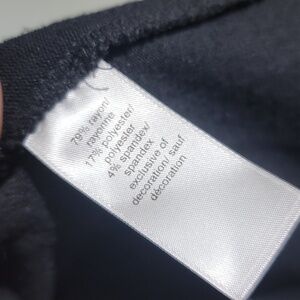 79% rayon/
rayonne
17% polyester/
polyester
4% spandex/
spandex
exclusive of
decoration/ sauf
décoration